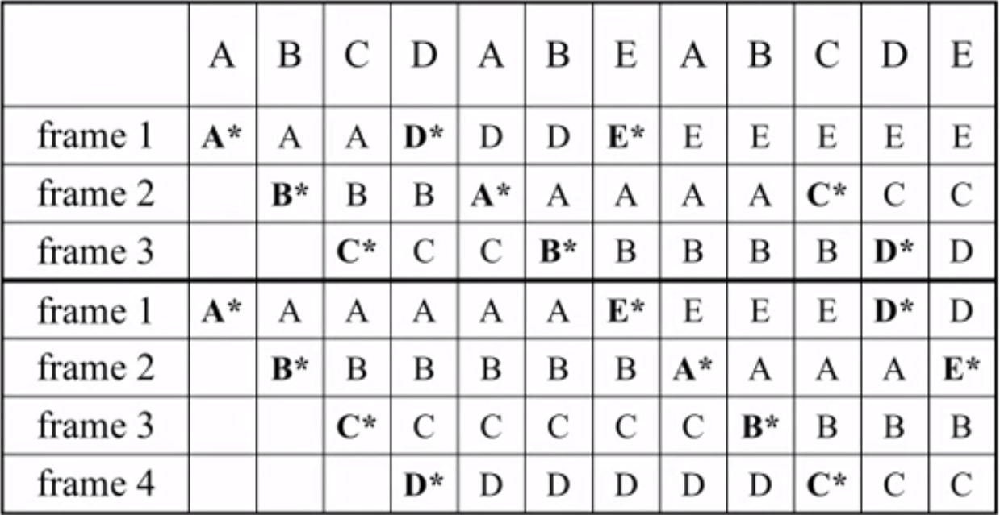 A B C D A B E A B C D E
frame 1 A* A A D* D D E* E E E E E
frame 2 B* B B A* A A A A C* C C
frame 3 C* C C B* B B B B D* D
frame 1 A* A A A A A E* E E E D* D
frame 2 B* B B B B B A* A A A E*
frame 3 C* C C C C C B* B B B
frame 4 D* D D D D D C* C C